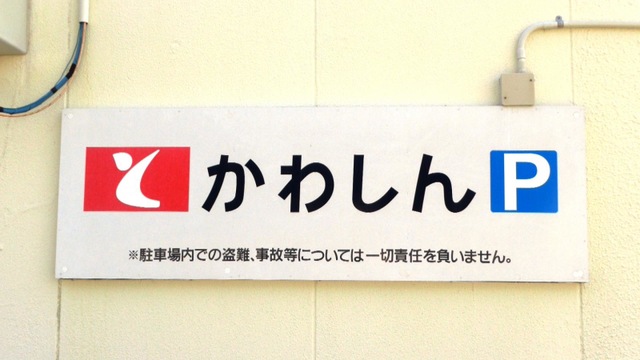 かわしん P
※駐車場内での盗難、事故等については一切責任を負いません。